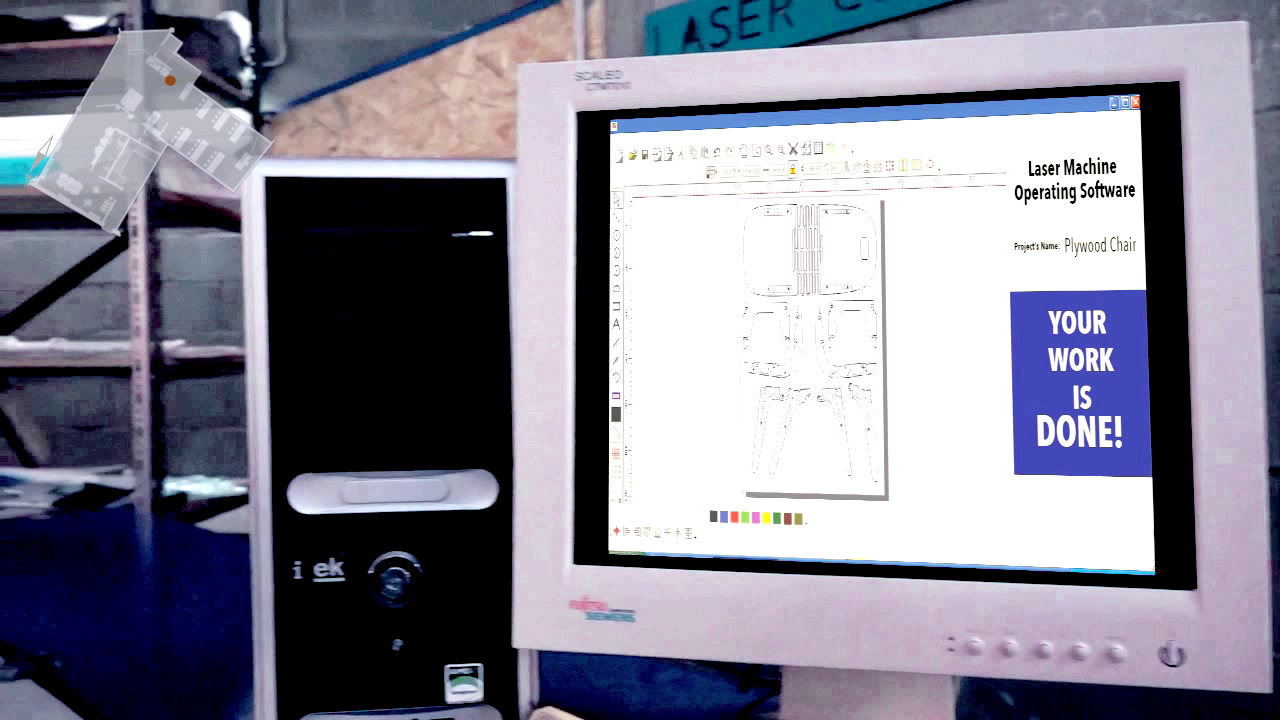 LASER
SCALEO
Laser Machine
Operating Software
Project's Name: Plywood Chair
A
YOUR
WORK
IS
DONE!
i ek
FUJITSU
SIEMENS